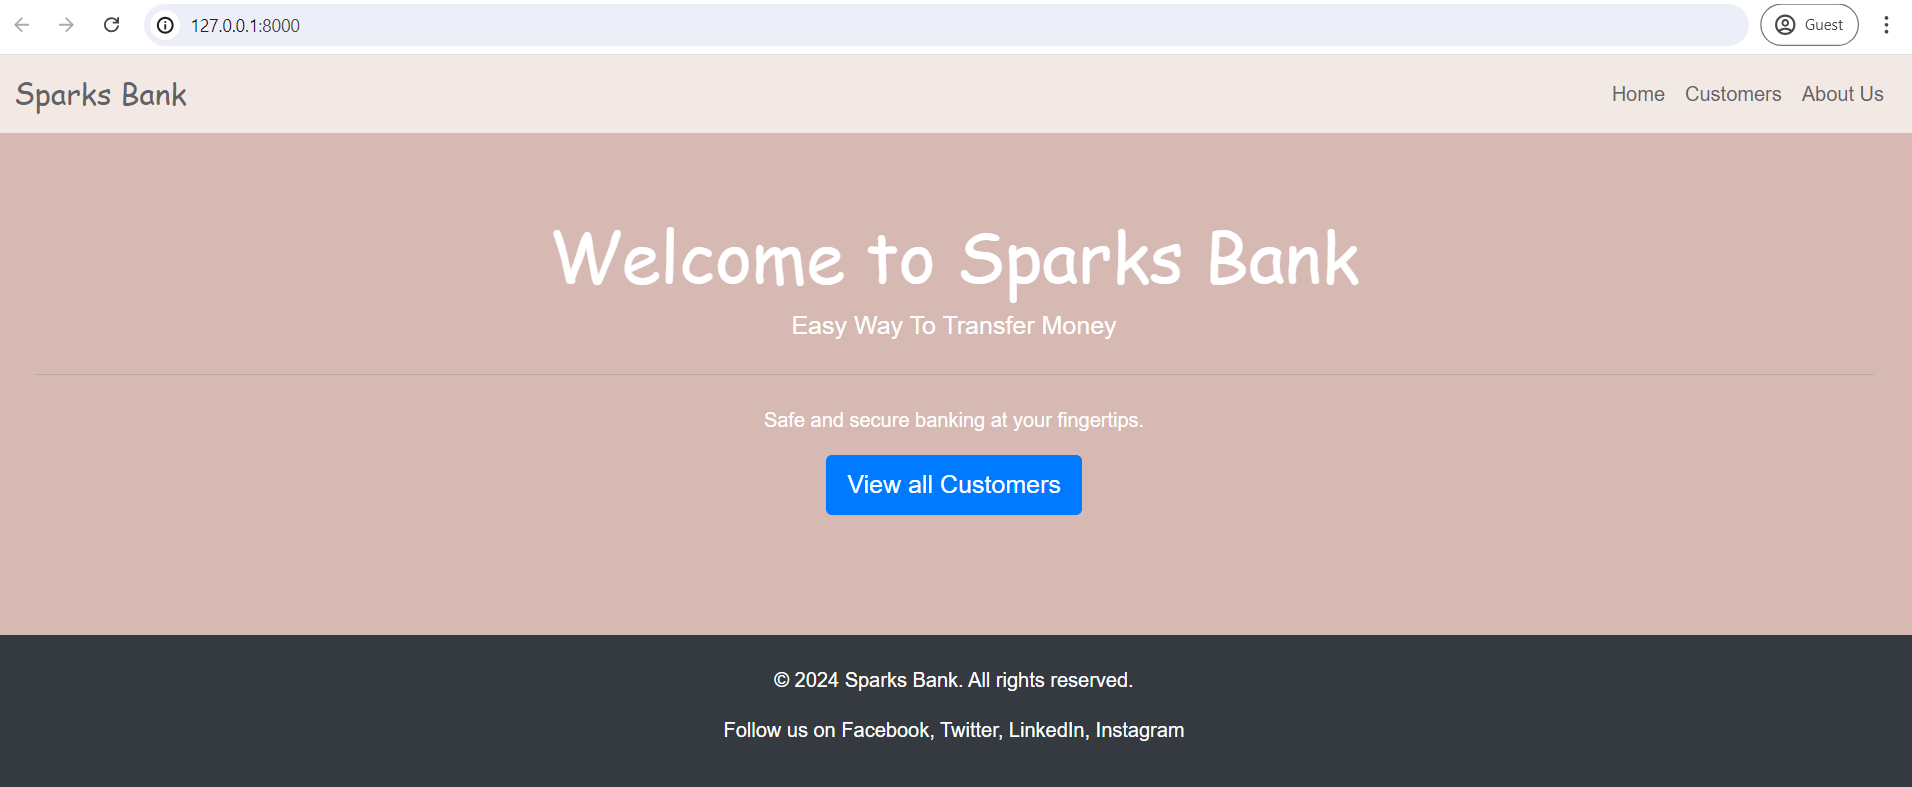 127.0.0.1:8000
Guest
Sparks Bank
Home Customers About Us
Welcome to Sparks Bank
Easy Way To Transfer Money
Safe and secure banking at your fingertips.
View all Customers
© 2024 Sparks Bank. All rights reserved.
Follow us on Facebook, Twitter, LinkedIn, Instagram